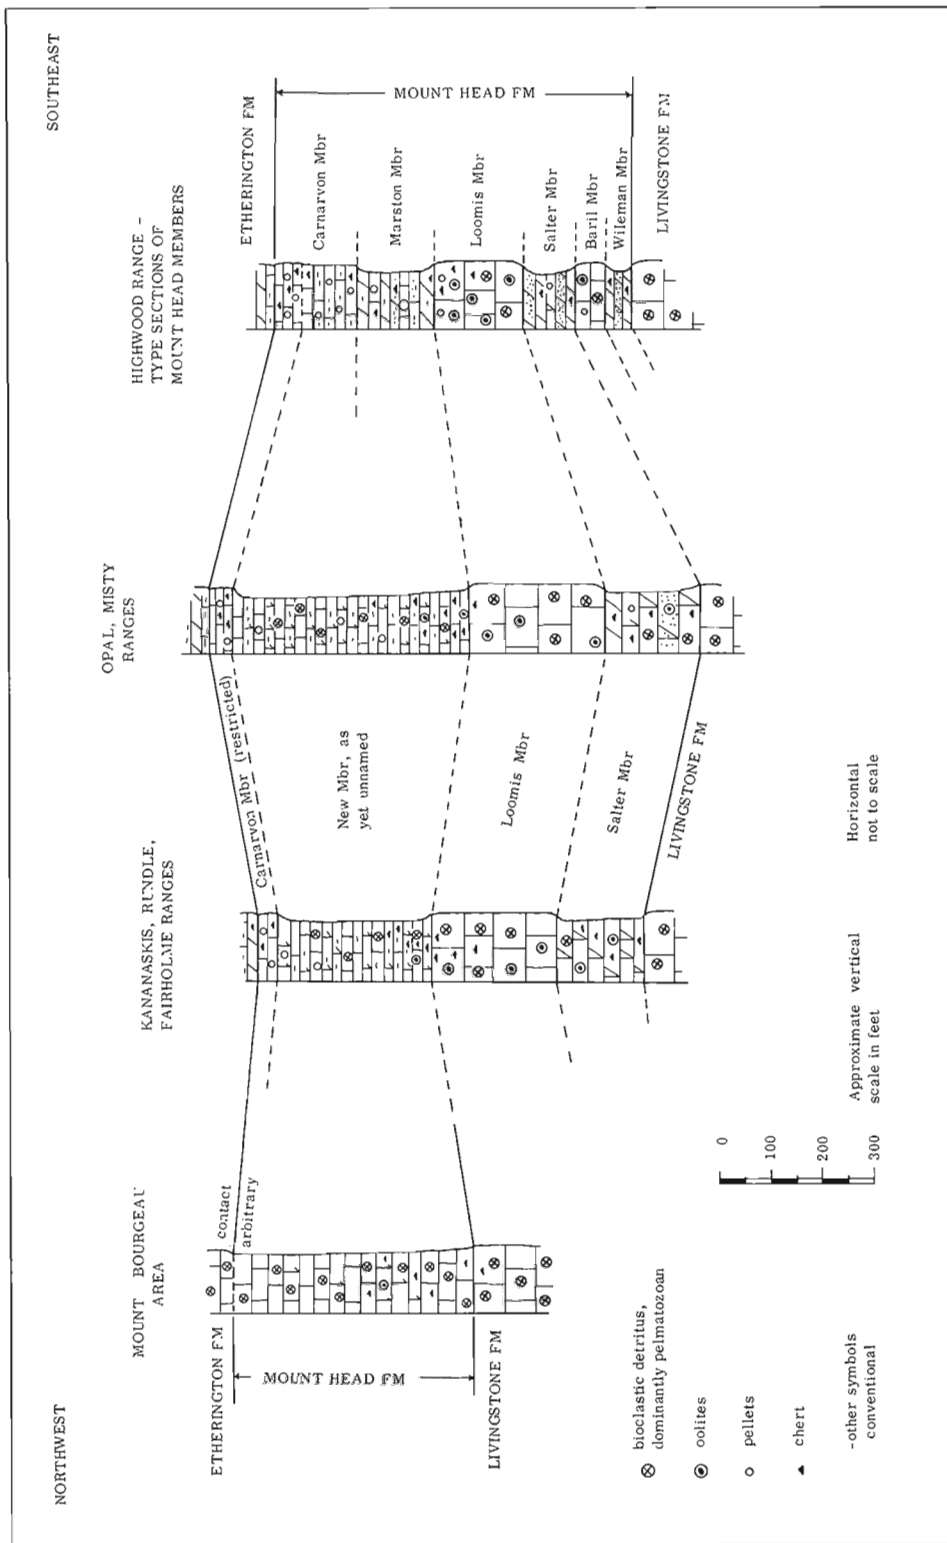 NORTHWEST
SOUTHEAST
MOUNT BOURGEAU
AREA
KANANASKIS, RUNDLE,
FAIRHOLME RANGES
OPAL, MISTY
RANGES
HIGHWOOD RANGE –
TYPE SECTIONS OF
MOUNT HEAD MEMBERS
ETHERINGTON FM
MOUNT HEAD FM
LIVINGSTONE FM
contact
arbitrary
Carnarvon Mbr (restricted)
New Mbr, as
yet unnamed
Loomis Mbr
Salter Mbr
LIVINGSTONE FM
ETHERINGTON FM
MOUNT HEAD FM
Carnarvon Mbr
Marston Mbr
Loomis Mbr
Salter Mbr
Baril Mbr
Wileman Mbr
LIVINGSTONE FM
bioclastic detritus,
dominantly pelmatozoan
oolites
pellets
chert
-other symbols
conventional
0
100
200
300
Approximate vertical
scale in feet
Horizontal
not to scale